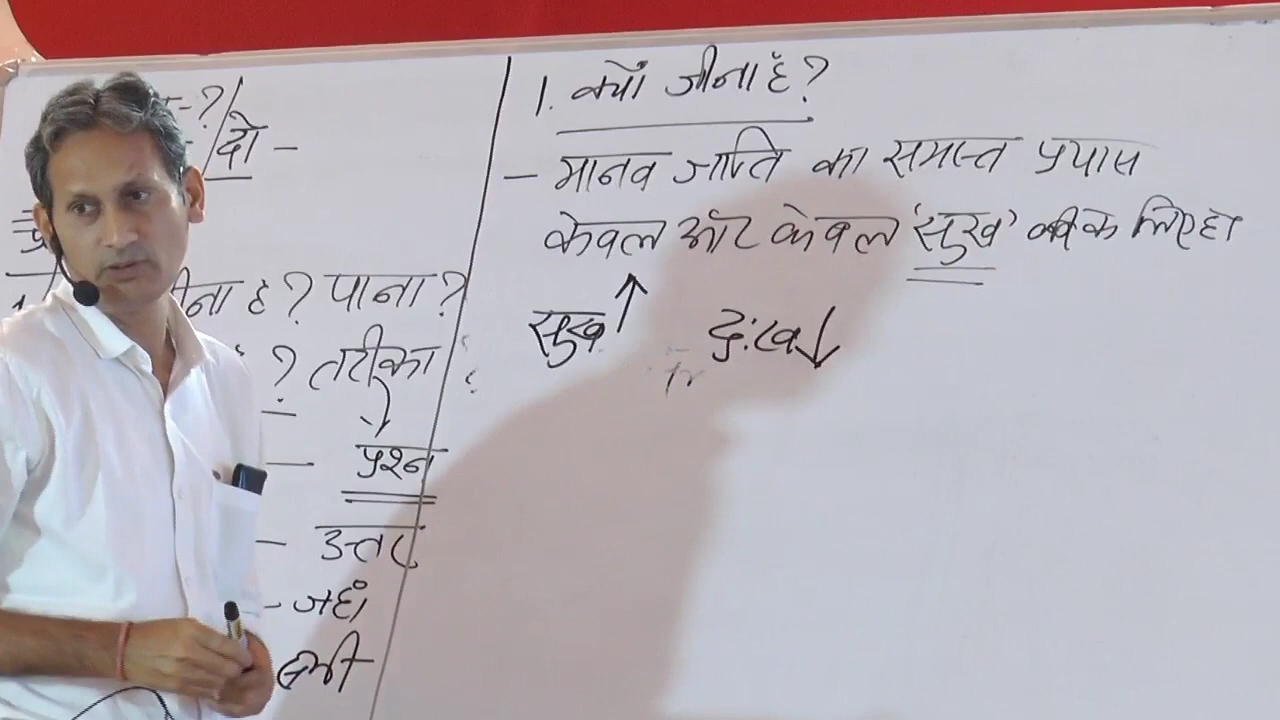 ?
दो -
है? पाना?
? तरीका
प्रश्न
- उत्तर
- जहाँ
1. क्यों जीना है?
- मानव जाति का समस्त प्रयास
केवल और केवल 'सुख' के लिए है।
सुख↑ दुःख↓